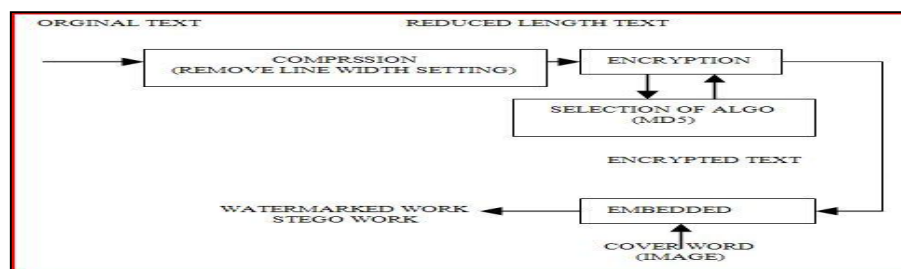 ORGINAL TEXT
REDUCED LENGTH TEXT
COMPRSSION
(REMOVE LINE WIDTH SETTING)
ENCRYPTION
SELECTION OF ALGO
(MD5)
ENCRYPTED TEXT
WATERMARKED WORK
STEGO WORK
EMBEDDED
COVER WORD
(IMAGE)